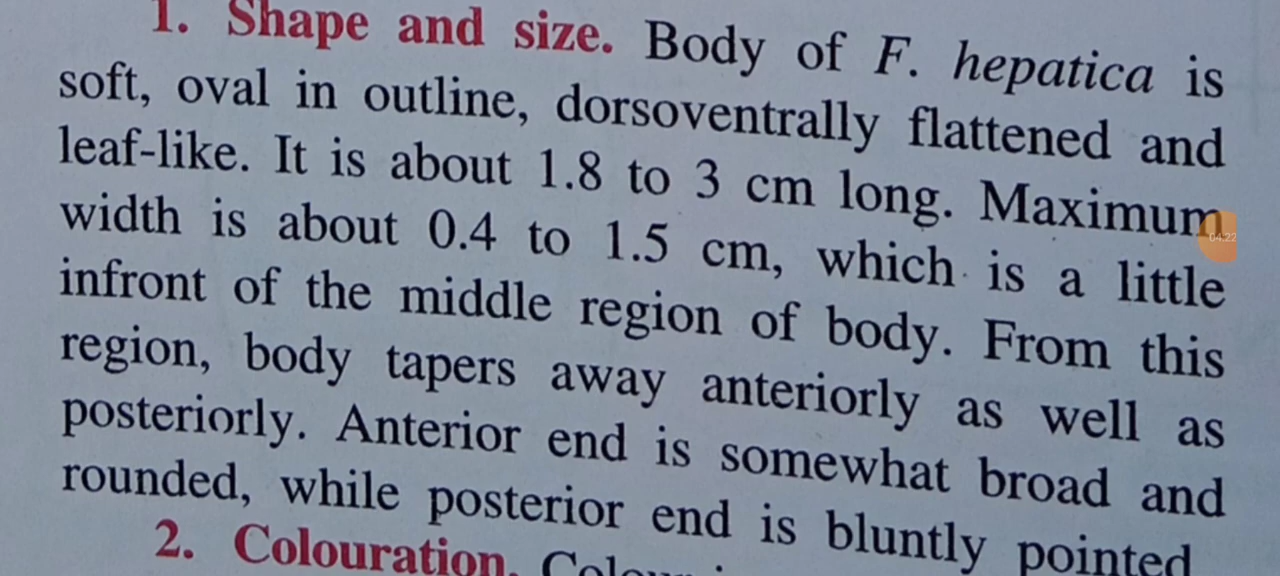 1. Shape and size. Body of F. hepatica is
soft, oval in outline, dorsoventrally flattened and
leaf-like. It is about 1.8 to 3 cm long. Maximum
width is about 0.4 to 1.5 cm, which is a little
infront of the middle region of body. From this
region, body tapers away anteriorly as well as
posteriorly. Anterior end is somewhat broad and
rounded, while posterior end is bluntly pointed
2. Colouration.
04:22